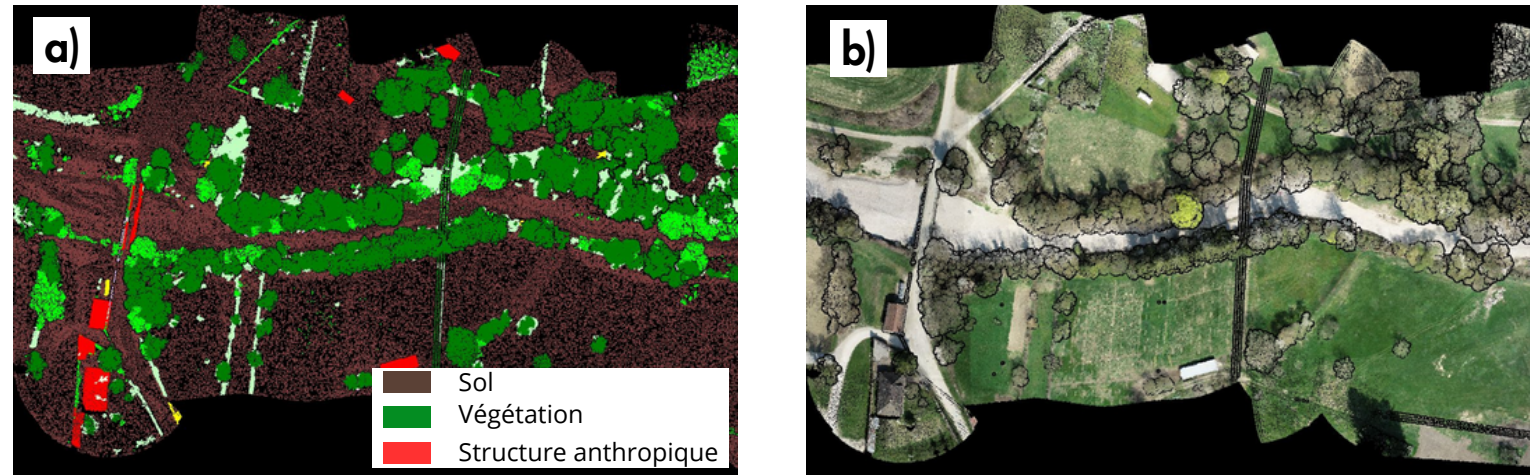 a)
b)
Sol
Végétation
Structure anthropique